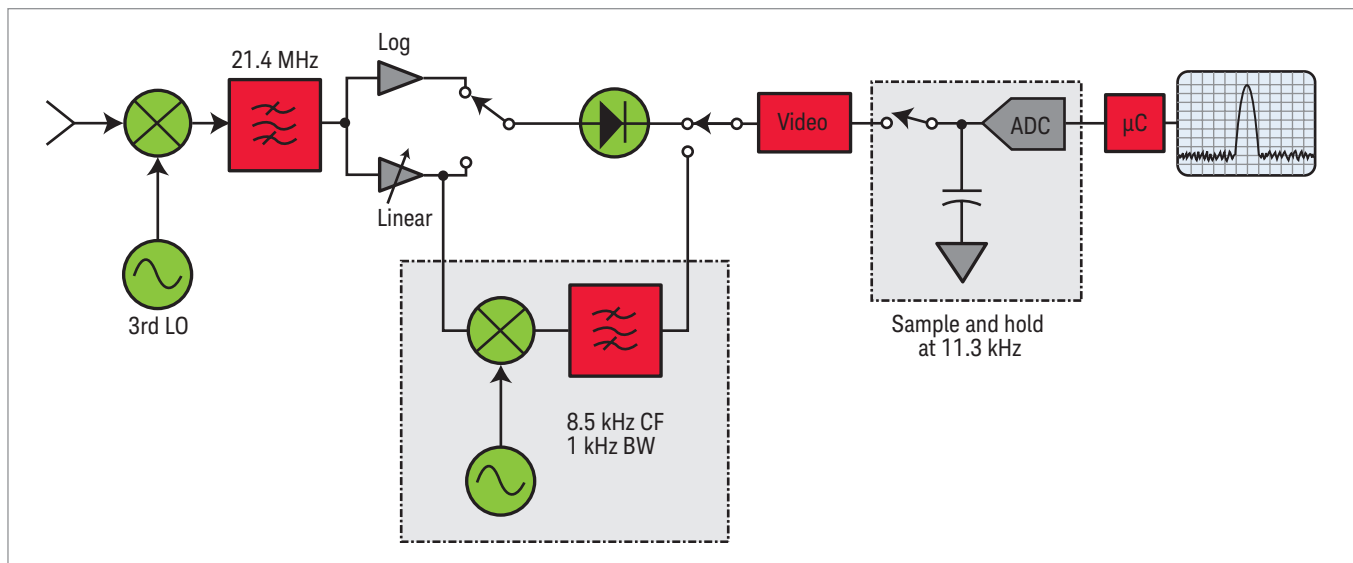 21.4 MHz
Log
Linear
3rd LO
8.5 kHz CF
1 kHz BW
Video
ADC
µC
Sample and hold
at 11.3 kHz